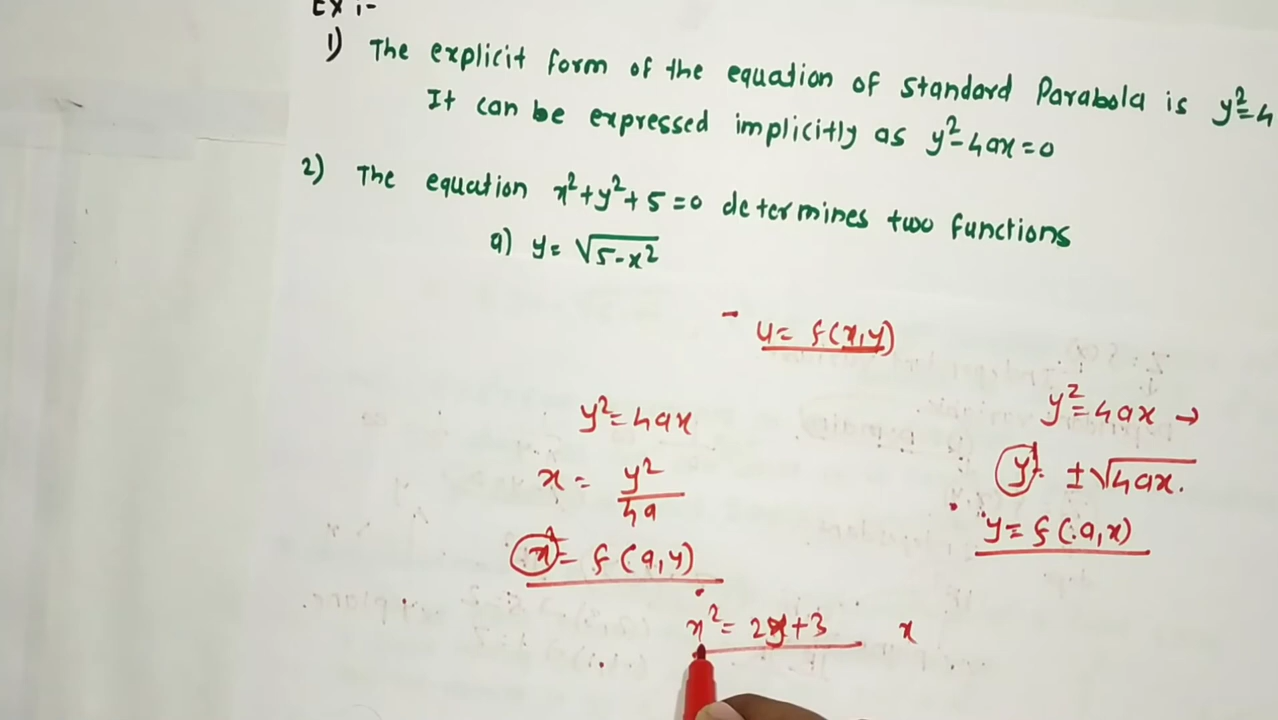 Ex :-
1) The explicit form of the equation of standard Parabola is y²=4
It can be expressed implicitly as y²-4ax=0
2) The equation x²+y²+5=0 determines two functions
a) y= √5-x²
u= f(x,y)
y²=4ax
x= y²/4a
x= f(a,y)
y²=4ax →
y= ±√4ax.
y= f(a,x)
x²= 2y+3 x